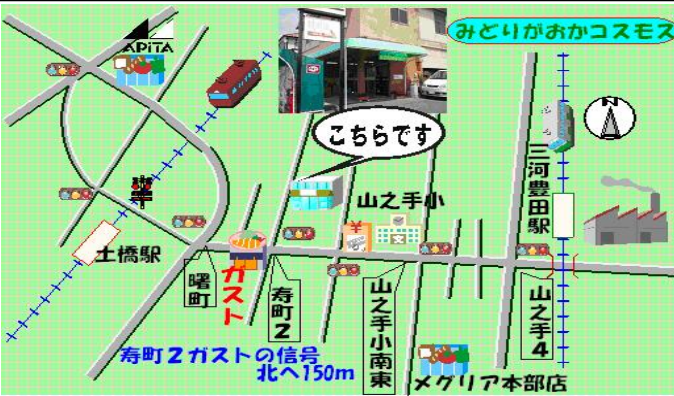 みどりがおかコスモス
APiTA
こちらです
山之手小
三河豊田駅
N
¥
文
土橋駅
曙町
ガスト
寿町2
山之手小南東
山之手4
寿町2ガストの信号
北へ150m
メグリア本部店